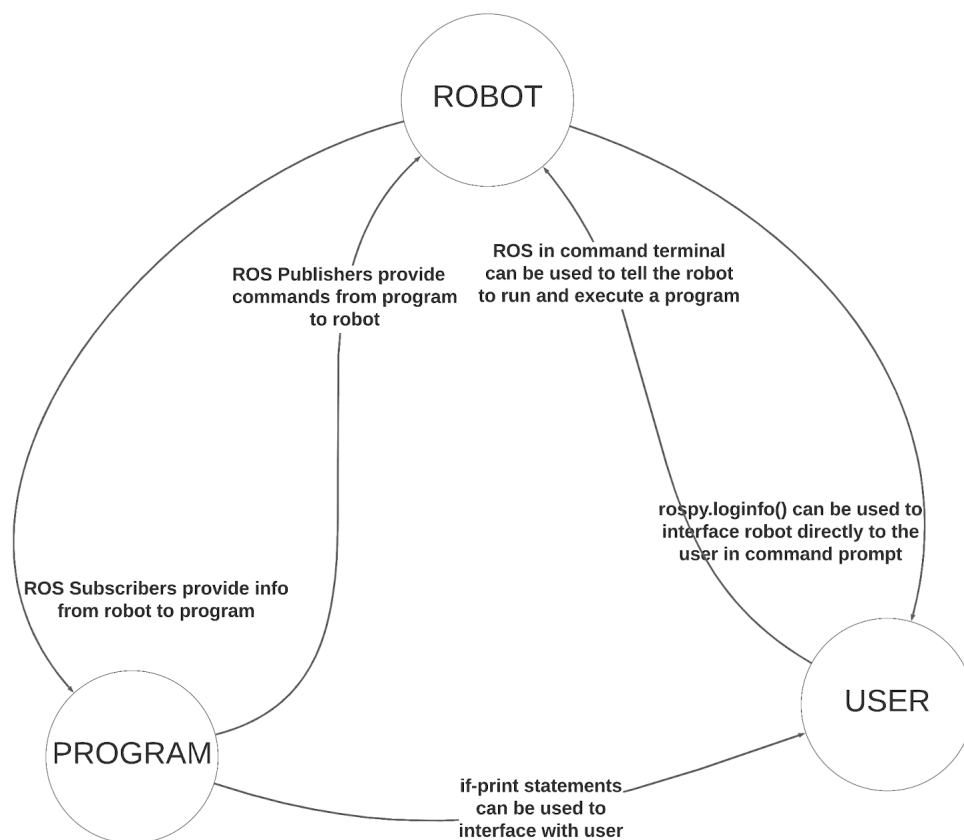 ROBOT
ROS Publishers provide
commands from program
to robot
ROS in command terminal
can be used to tell the robot
to run and execute a program
rospy.loginfo() can be used to
interface robot directly to the
user in command prompt
ROS Subscribers provide info
from robot to program
USER
PROGRAM
if-print statements
can be used to
interface with user